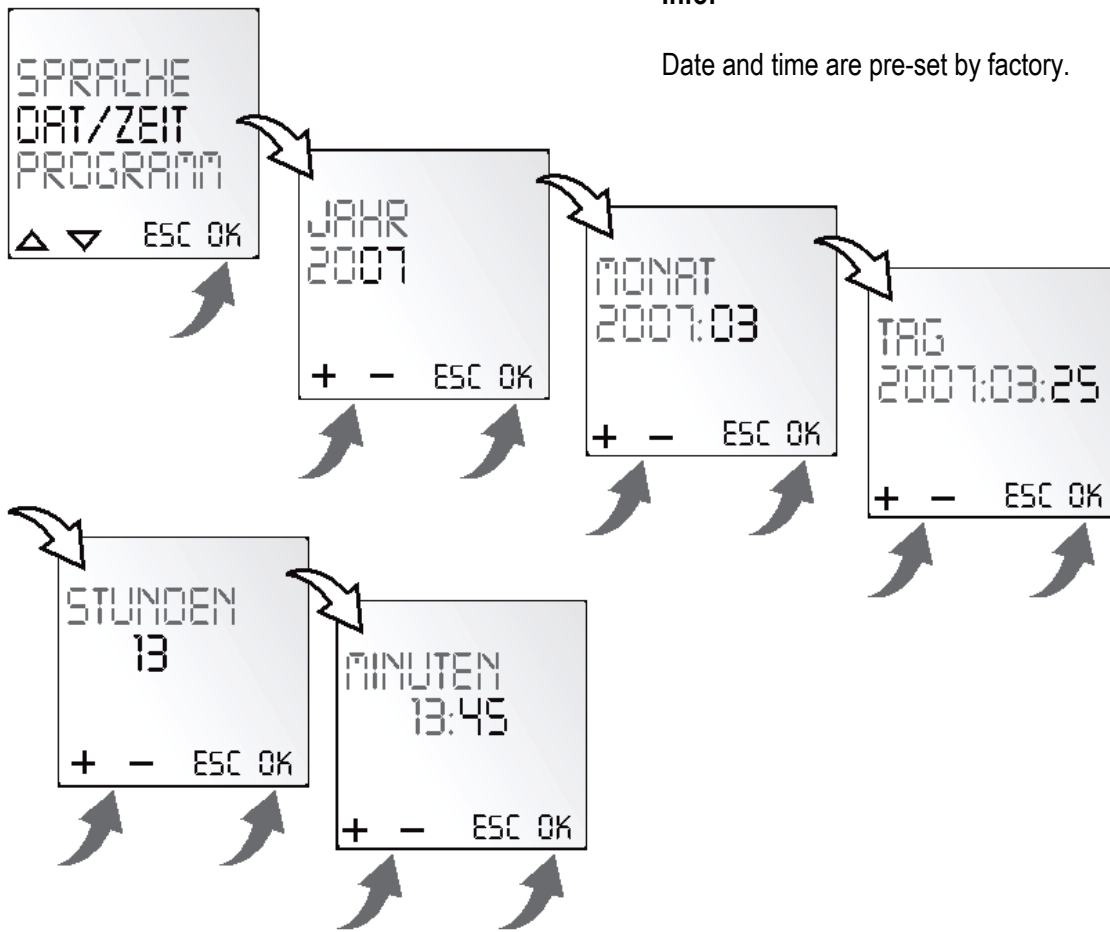 Date and time are pre-set by factory.
SPRACHE
DAT/ZEIT
PROGRAMM
ESC OK
JAHR
2007
+ - ESC OK
MONAT
2007:03
+ - ESC OK
TAG
2007:03:25
+ - ESC OK
STUNDEN
13
+ - ESC OK
MINUTEN
13:45
+ - ESC OK